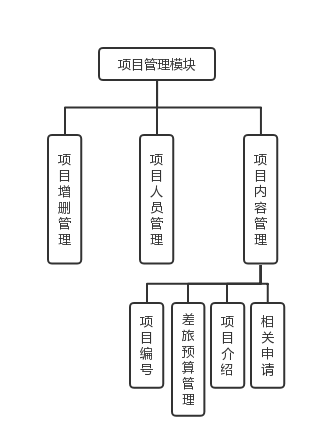 项目管理模块
项目增删管理
项目人员管理
项目内容管理
项目编号
差旅预算管理
项目介绍
相关申请